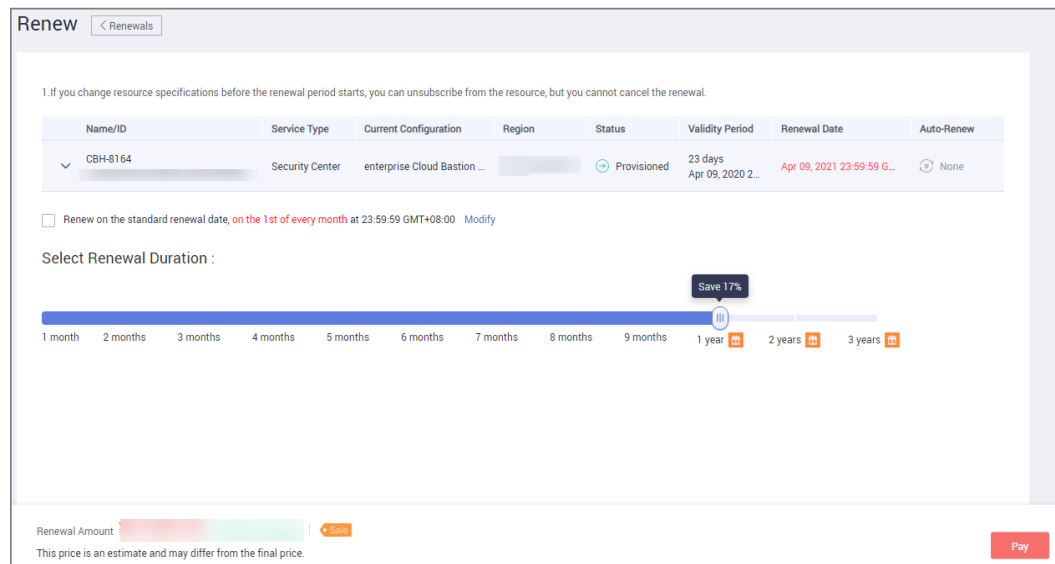 Renew < Renewals
1.If you change resource specifications before the renewal period starts, you can unsubscribe from the resource, but you cannot cancel the renewal.
Name/ID Service Type Current Configuration Region Status Validity Period Renewal Date Auto-Renew
CBH-8164 Security Center enterprise Cloud Bastion ... Provisioned 23 days Apr 09, 2021 23:59:59 G... None
Apr 09, 2020 2...
Renew on the standard renewal date, on the 1st of every month at 23:59:59 GMT+08:00 Modify
Select Renewal Duration :
Save 17%
1 month 2 months 3 months 4 months 5 months 6 months 7 months 8 months 9 months 1 year 2 years 3 years
Renewal Amount Sale
This price is an estimate and may differ from the final price.
Pay